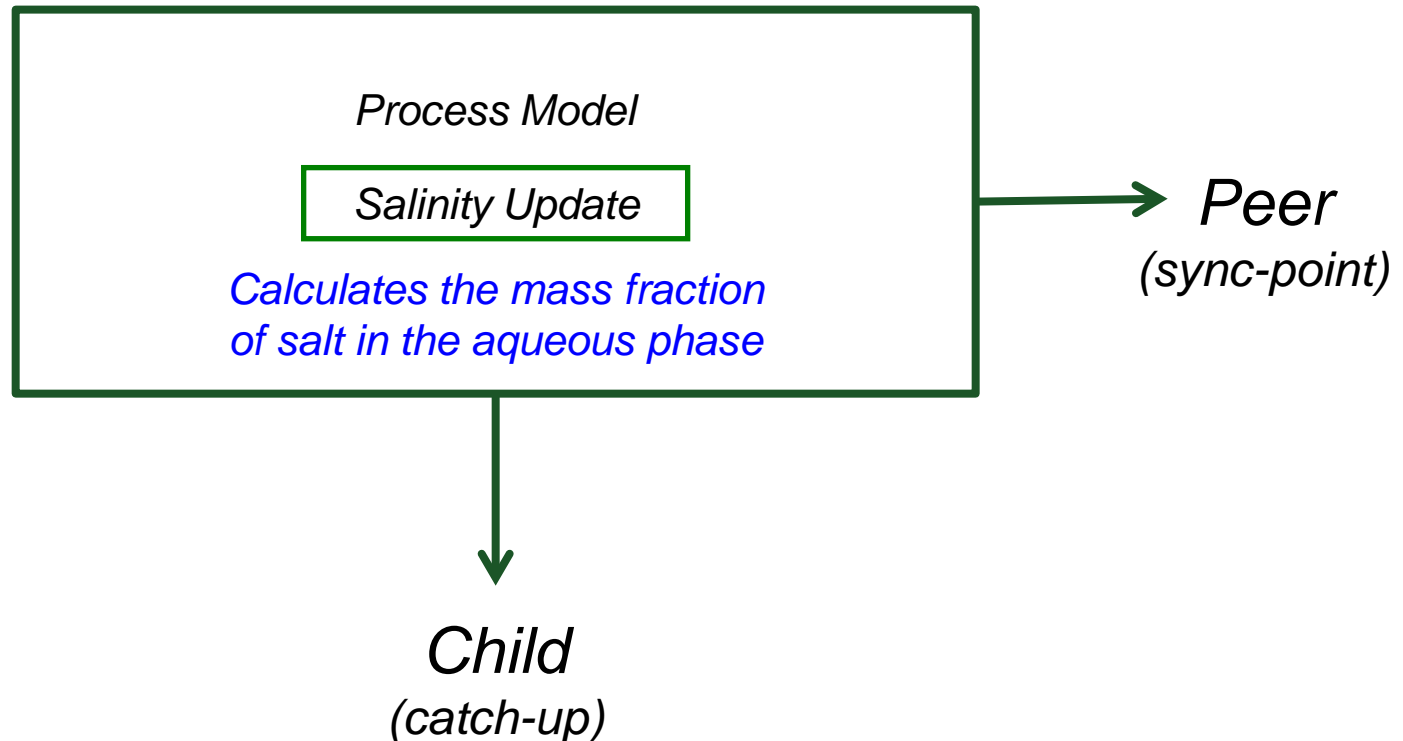 Process Model
Salinity Update
Calculates the mass fraction
of salt in the aqueous phase
Peer
(sync-point)
Child
(catch-up)